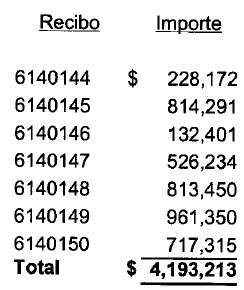 Recibo Importe
6140144 $ 228,172
6140145 814,291
6140146 132,401
6140147 526,234
6140148 813,450
6140149 961,350
6140150 717,315
Total $ 4,193,213